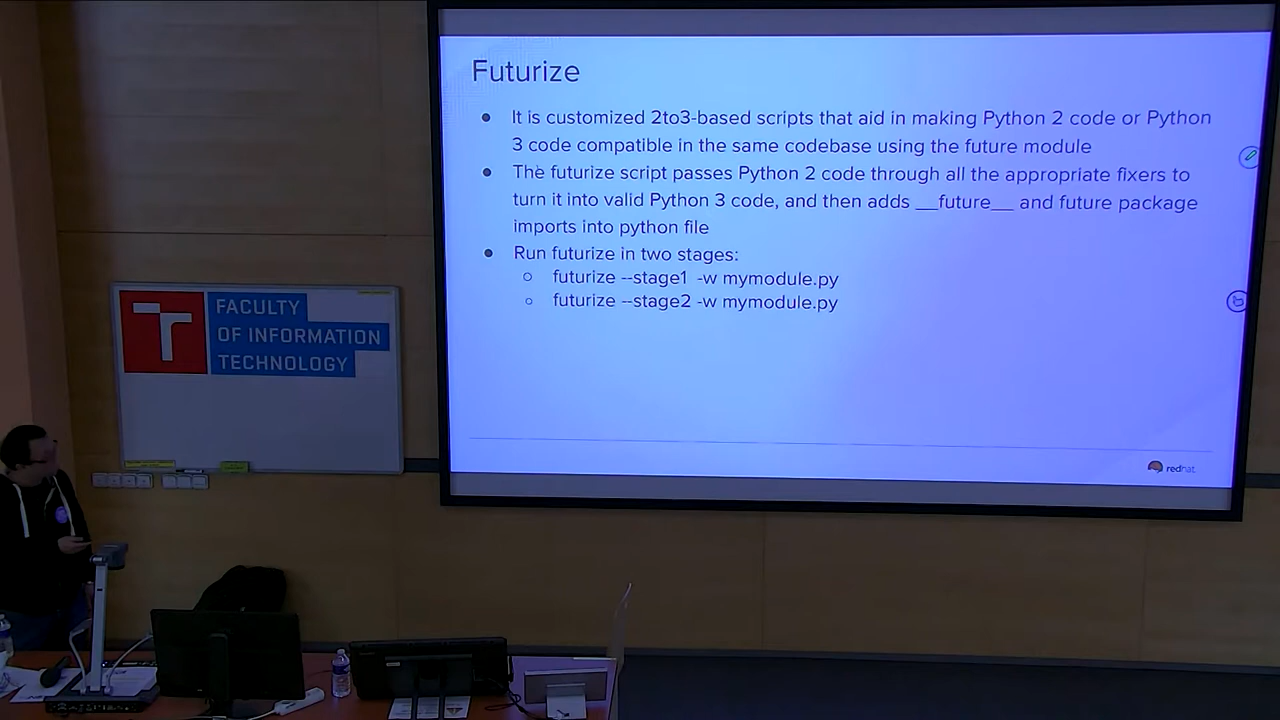 Futurize
It is customized 2to3-based scripts that aid in making Python 2 code or Python
3 code compatible in the same codebase using the future module
The futurize script passes Python 2 code through all the appropriate fixers to
turn it into valid Python 3 code, and then adds __future__ and future package
imports into python file
Run futurize in two stages:
futurize --stage1 -w mymodule.py
futurize --stage2 -w mymodule.py
redhat
FACULTY
OF INFORMATION
TECHNOLOGY